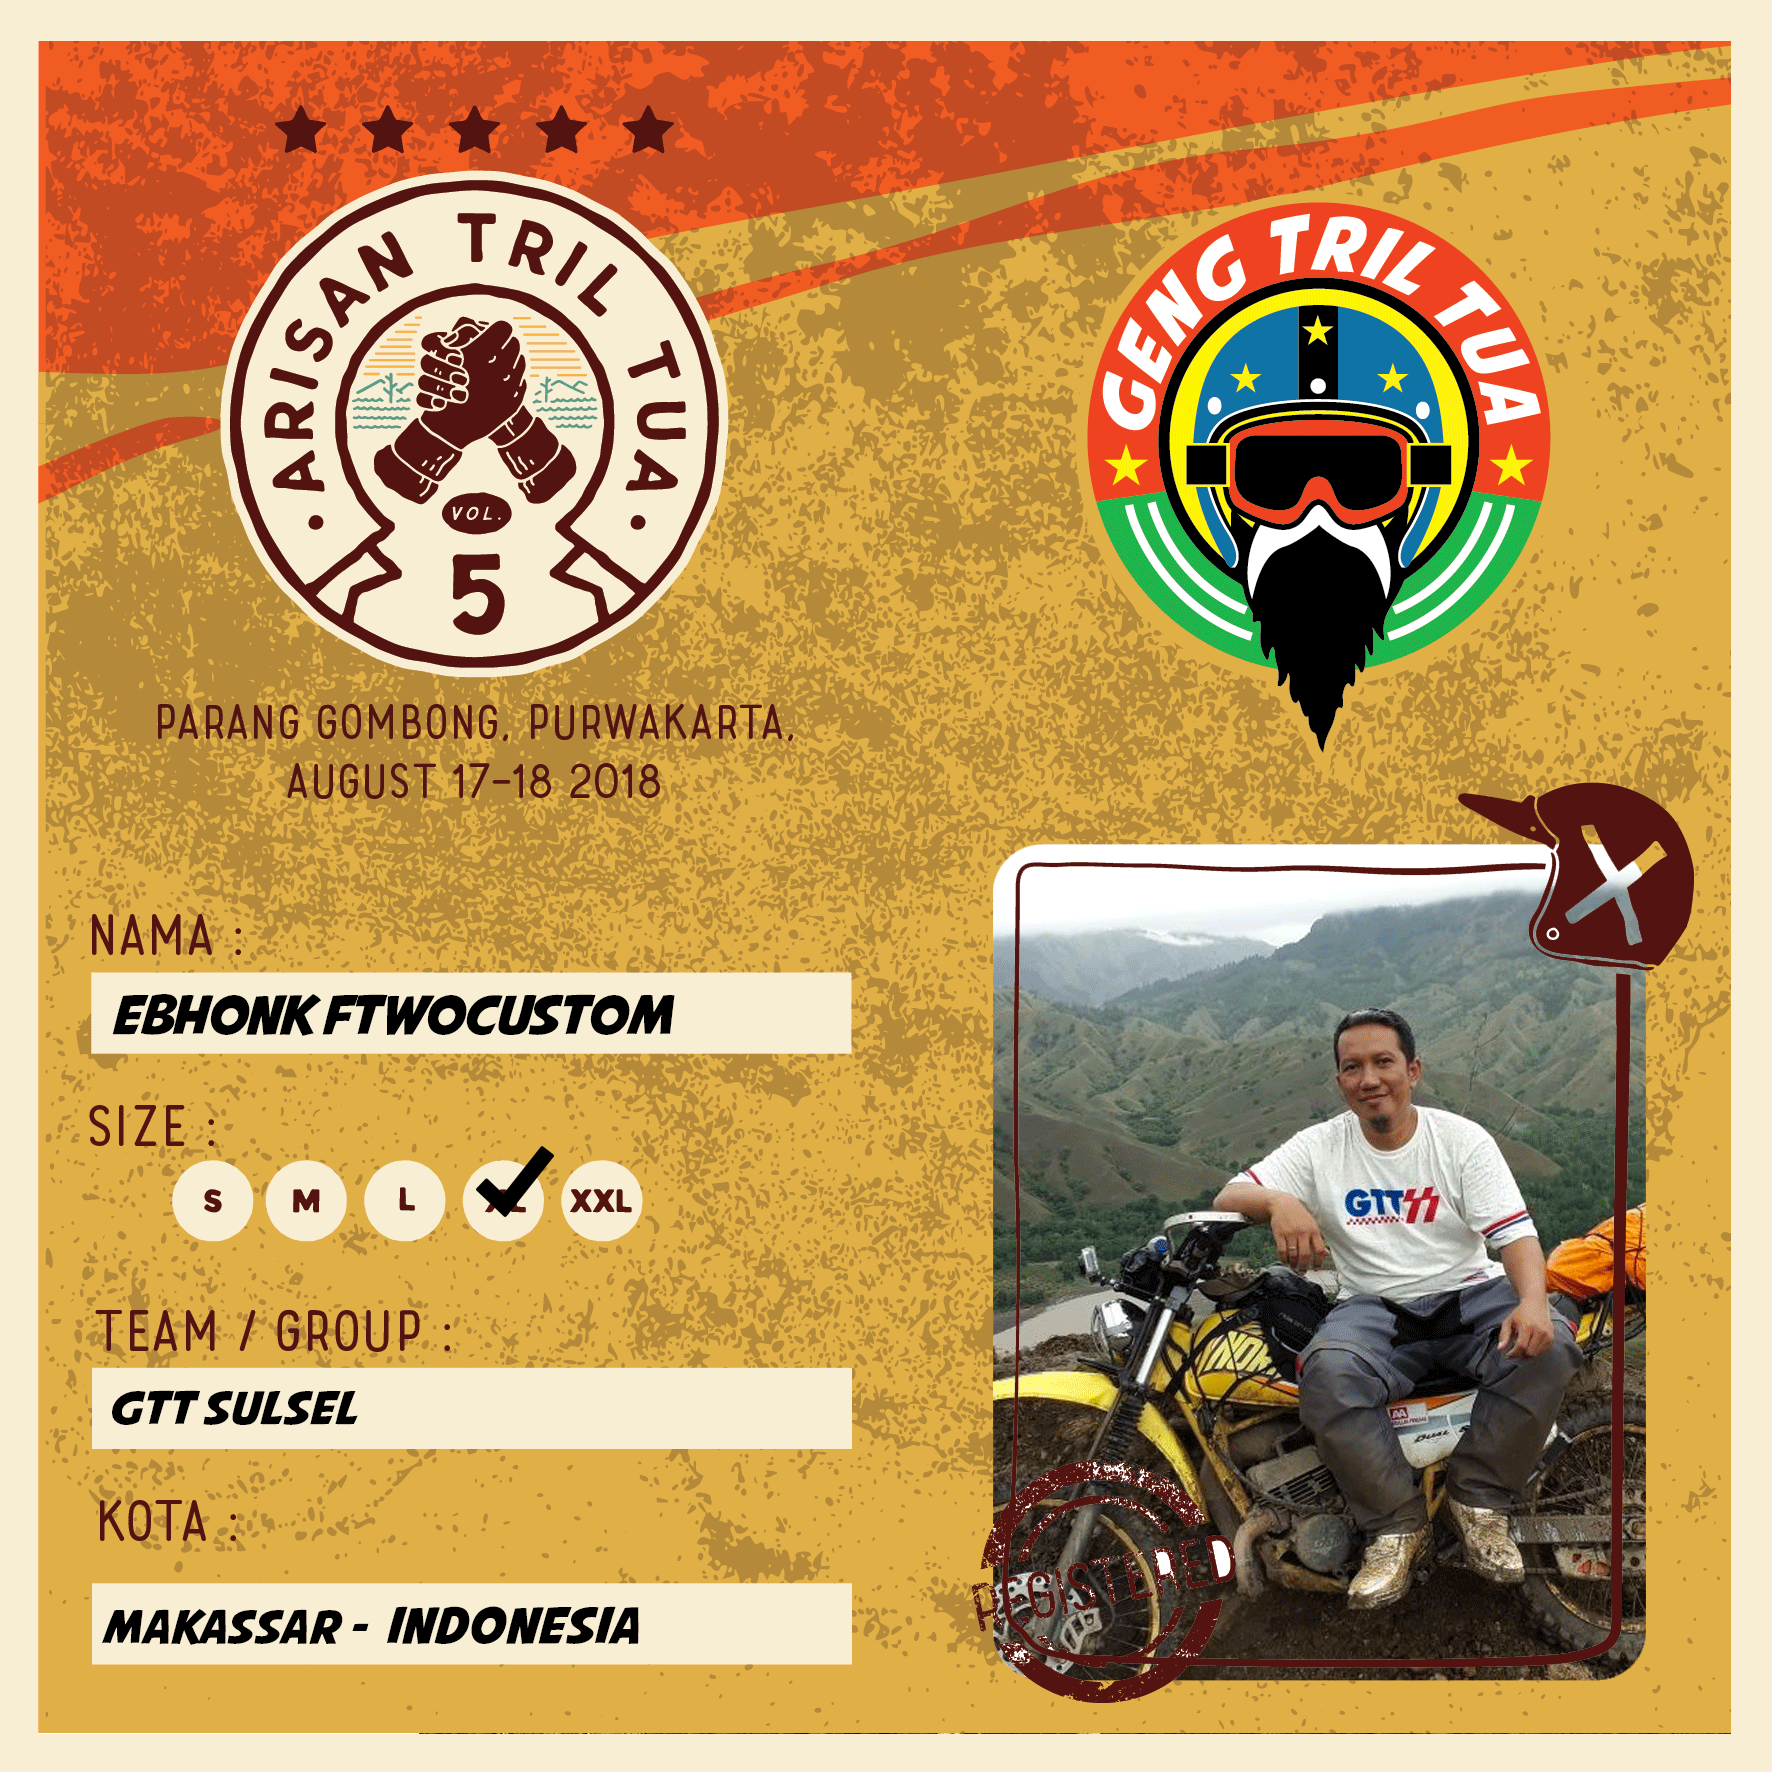 ARISAN TRIL TUA
VOL.
5
GENG TRIL TUA
PARANG GOMBONG, PURWAKARTA,
AUGUST 17-18 2018
NAMA :
EBHONK FTWOCUSTOM
SIZE :
S M L XL XXL
TEAM / GROUP :
GTT SULSEL
KOTA :
MAKASSAR - INDONESIA
GTT
REGISTERED